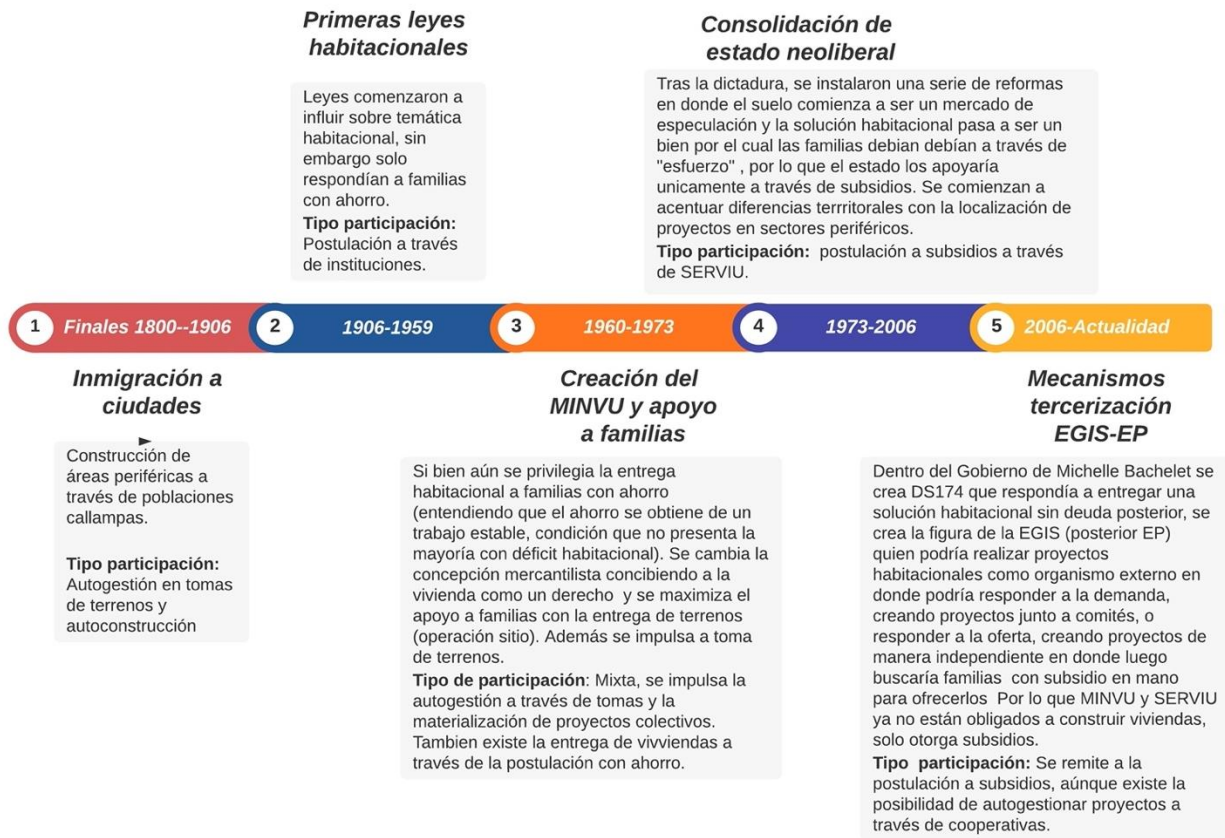 Primeras leyes
habitacionales
Leyes comenzaron a
influir sobre temática
habitacional, sin
embargo solo
respondían a familias
con ahorro.
Tipo participación:
Postulación a través
de instituciones.
Consolidación de
estado neoliberal
Tras la dictadura, se instalaron una serie de reformas
en donde el suelo comienza a ser un mercado de
especulación y la solución habitacional pasa a ser un
bien por el cual las familias debian debían a través de
"esfuerzo" , por lo que el estado los apoyaría
unicamente a través de subsidios. Se comienzan a
acentuar diferencias terrritorales con la localización de
proyectos en sectores periféricos.
Tipo participación: postulación a subsidios a través
de SERVIU.
1 Finales 1800--1906 2 1906-1959 3 1960-1973 4 1973-2006 5 2006-Actualidad
Inmigración a
ciudades
Construcción de
áreas periféricas a
través de poblaciones
callampas.
Tipo participación:
Autogestión en tomas
de terrenos y
autoconstrucción
Creación del
MINVU y apoyo
a familias
Si bien aún se privilegia la entrega
habitacional a familias con ahorro
(entendiendo que el ahorro se obtiene de un
trabajo estable, condición que no presenta la
mayoría con déficit habitacional). Se cambia la
concepción mercantilista concibiendo a la
vivienda como un derecho y se maximiza el
apoyo a familias con la entrega de terrenos
(operación sitio). Además se impulsa a toma
de terrenos.
Tipo de participación: Mixta, se impulsa la
autogestión a través de tomas y la
materialización de proyectos colectivos.
Tambien existe la entrega de vivviendas a
través de la postulación con ahorro.
Mecanismos
tercerización
EGIS-EP
Dentro del Gobierno de Michelle Bachelet se
crea DS174 que respondía a entregar una
solución habitacional sin deuda posterior, se
crea la figura de la EGIS (posterior EP)
quien podría realizar proyectos
habitacionales como organismo externo en
donde podría responder a la demanda,
creando proyectos junto a comités, o
responder a la oferta, creando proyectos de
manera independiente en donde luego
buscaría familias con subsidio en mano
para ofrecerlos Por lo que MINVU y SERVIU
ya no están obligados a construir viviendas,
solo otorga subsidios.
Tipo participación: Se remite a la
postulación a subsidios, aúnque existe la
posibilidad de autogestionar proyectos a
través de cooperativas.